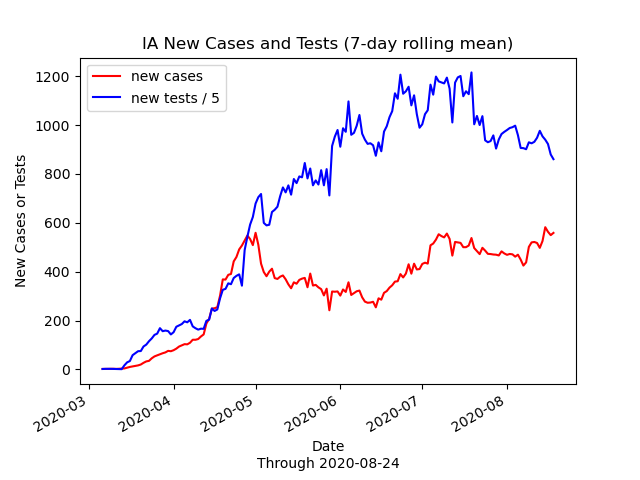 IA New Cases and Tests (7-day rolling mean)
new cases
new tests / 5
New Cases or Tests
1200
1000
800
600
400
200
0
2020-03
2020-04
2020-05
2020-06
2020-07
2020-08
Date
Through 2020-08-24